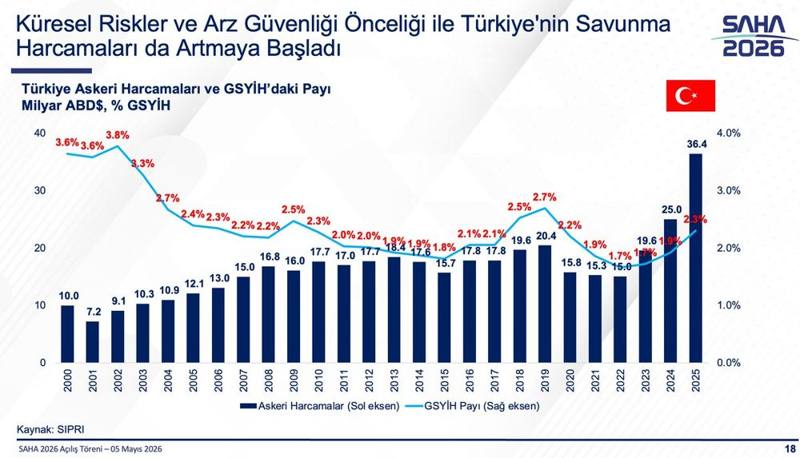 Küresel Riskler ve Arz Güvenliği Önceliği ile Türkiye'nin Savunma
Harcamaları da Artmaya Başladı
SAHA
2026
Türkiye Askeri Harcamaları ve GSYİH'daki Payı
Milyar ABD$, % GSYİH
40
30
20
10
0
4.0%
3.0%
2.0%
1.0%
0.0%
3.6% 3.6% 3.8% 3.3% 2.7% 2.4% 2.3% 2.2% 2.2% 2.5% 2.3% 2.0% 2.0% 1.9% 1.9% 1.8% 2.1% 2.1% 2.5% 2.7% 2.2% 1.9% 1.7% 1.7% 1.9% 2.3%
10.0 7.2 9.1 10.3 10.9 12.1 13.0 15.0 16.8 16.0 17.7 17.0 17.7 18.4 17.6 15.7 17.8 17.8 19.6 20.4 15.8 15.3 15.0 19.6 25.0 36.4
2000 2001 2002 2003 2004 2005 2006 2007 2008 2009 2010 2011 2012 2013 2014 2015 2016 2017 2018 2019 2020 2021 2022 2023 2024 2025
Askeri Harcamalar (Sol eksen) GSYİH Payı (Sağ eksen)
Kaynak: SIPRI
SAHA 2026 Açılış Töreni – 05 Mayıs 2026
18